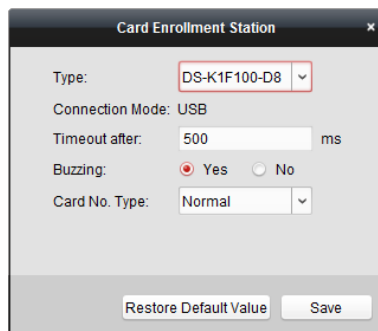 Card Enrollment Station ×
Type: DS-K1F100-D8
Connection Mode: USB
Timeout after: 500 ms
Buzzing: Yes No
Card No. Type: Normal
Restore Default Value Save